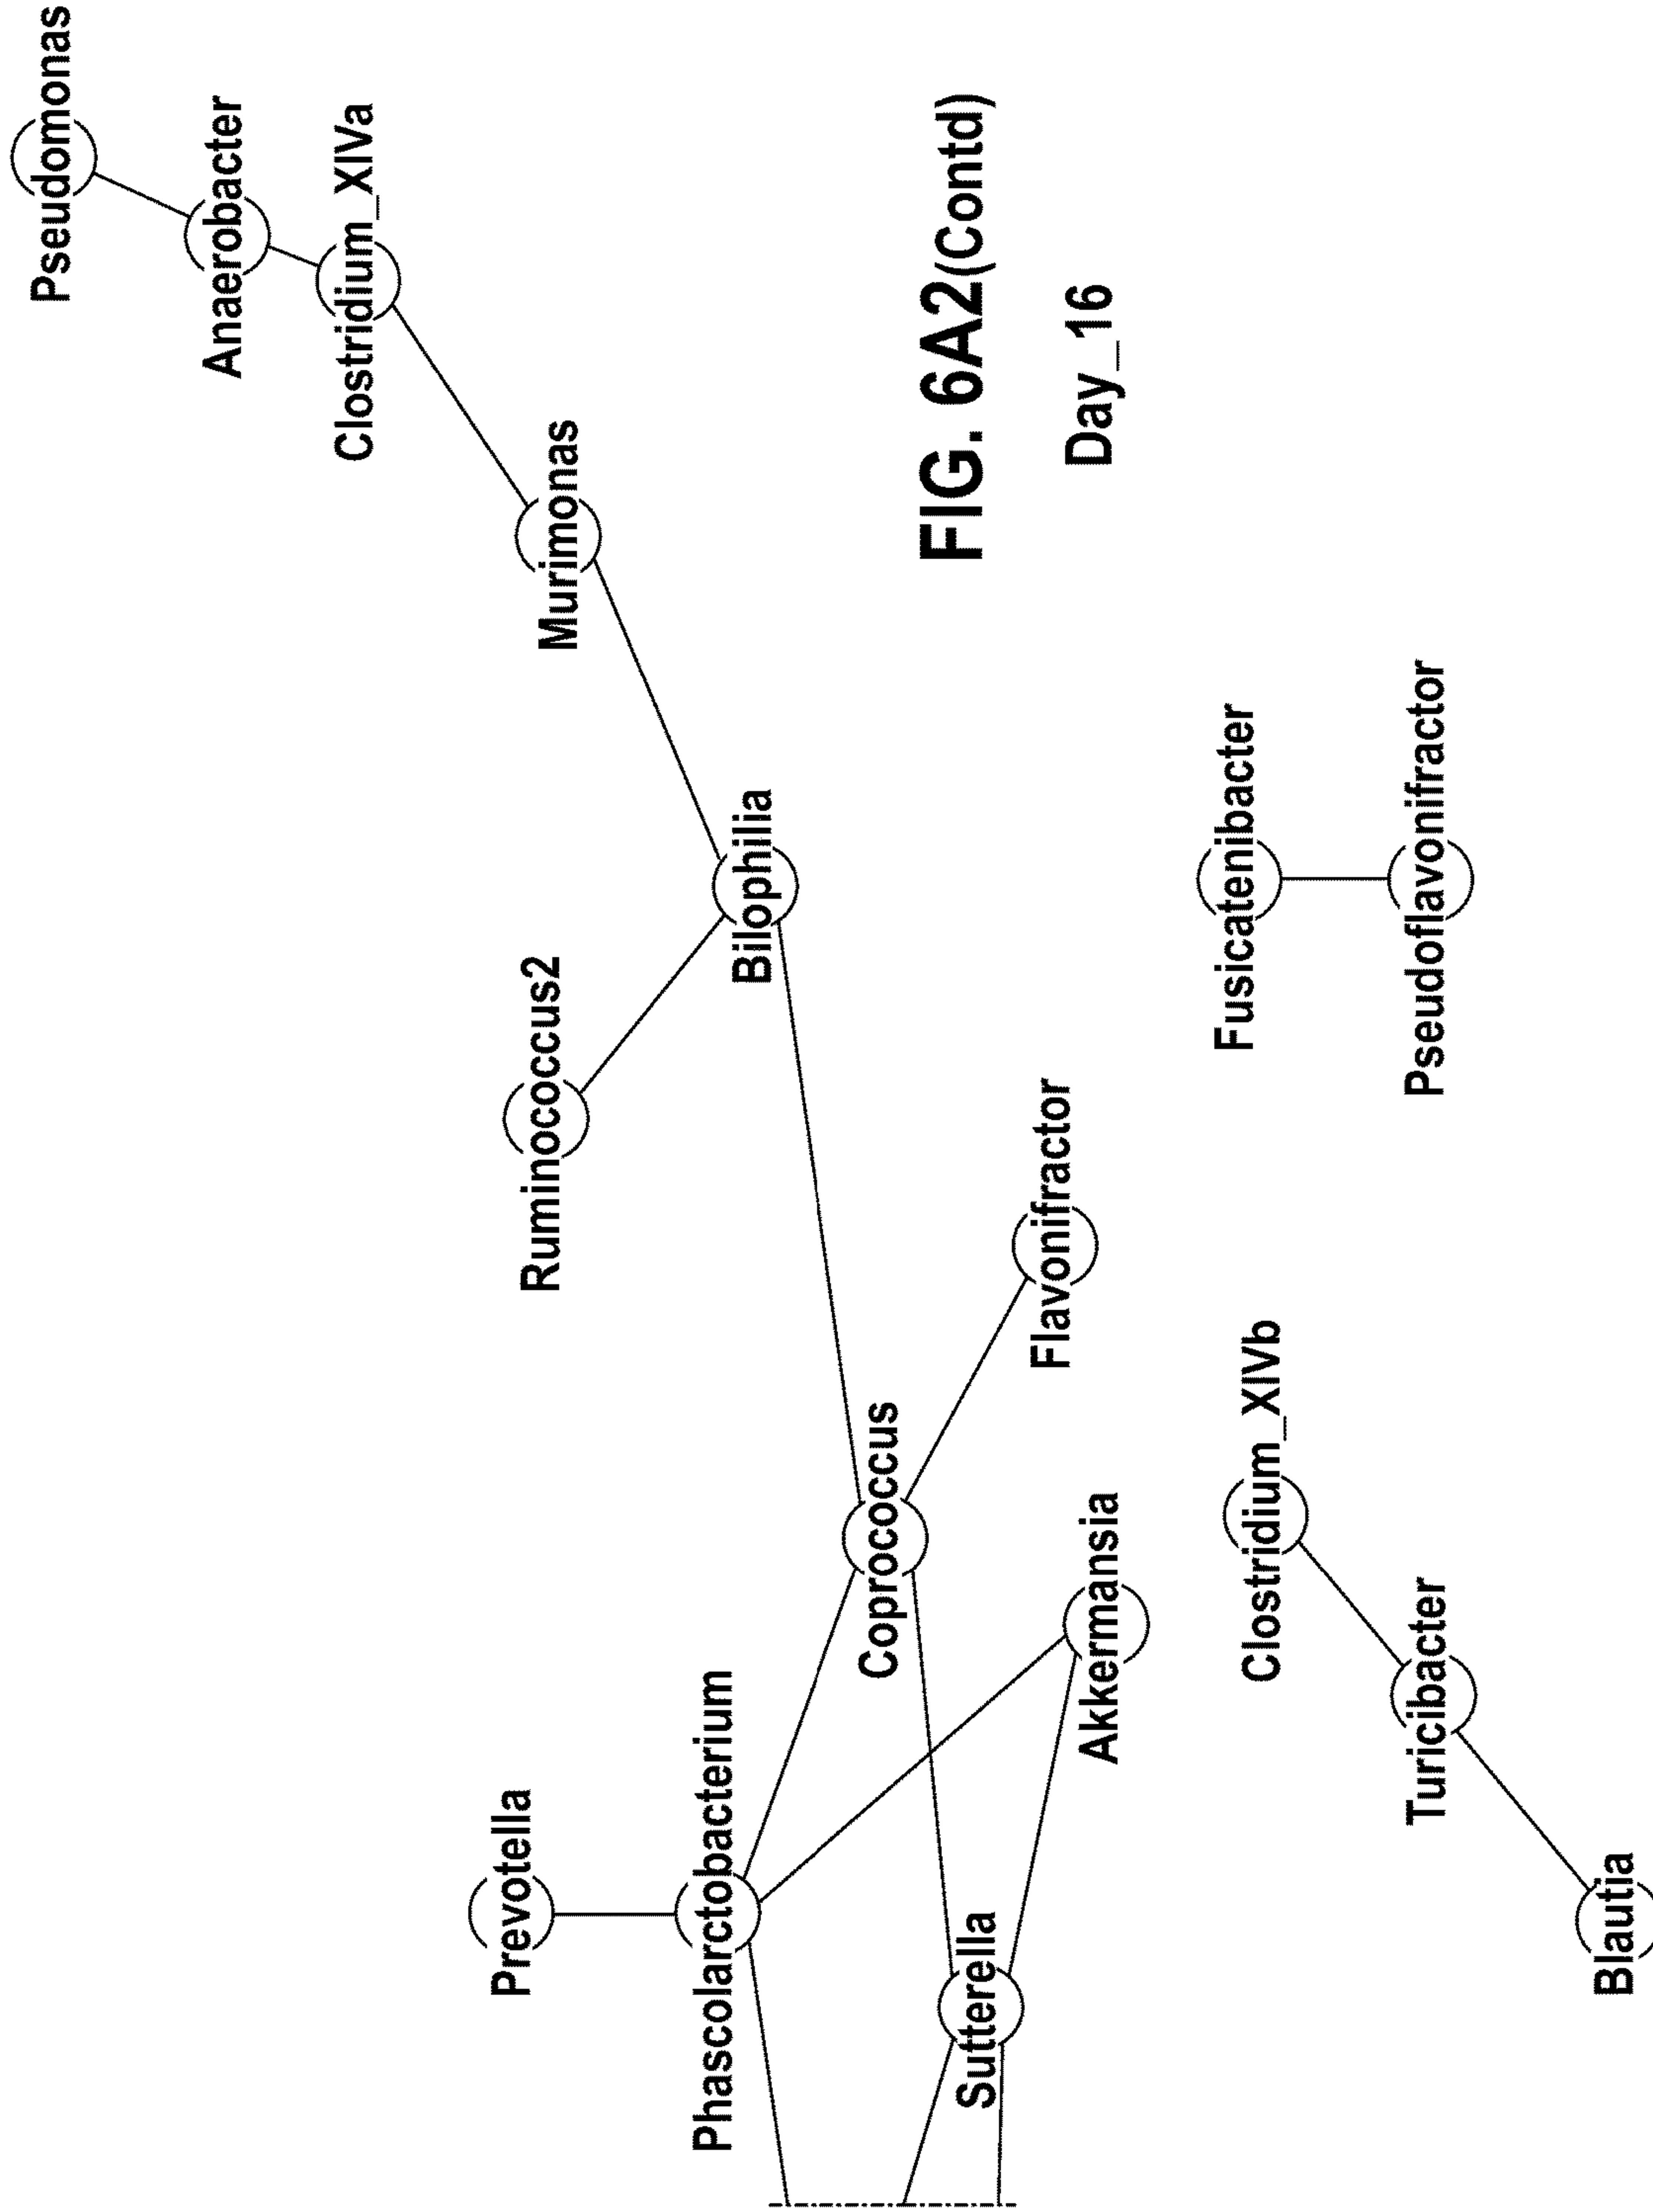 Pseudomonas
Anaerobacter
Clostridium_XIVa
Prevotella
Ruminococcus2
Murimonas
Phascolarctobacterium
Bilophilia
Coprococcus
Sutterella
Flavonifractor
Akkermansia
FIG. 6A2(Contd)
Day_16
Clostridium_XIVb
Fusicatenibacter
Turicibacter
Pseudoflavonifractor
Blautia